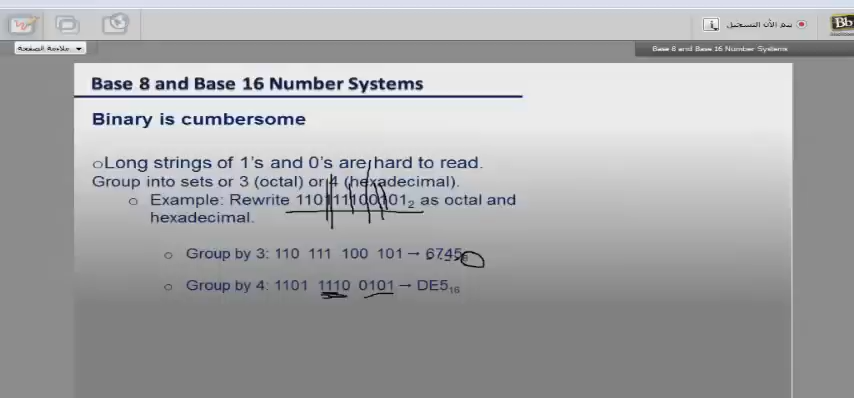 يتم الآن التسجيل
Bb
ملاءمة الصفحة
Base 8 and Base 16 Number Systems
Base 8 and Base 16 Number Systems
Binary is cumbersome
oLong strings of 1's and 0's are hard to read.
Group into sets or 3 (octal) or 4 (hexadecimal).
o Example: Rewrite 110111100101₂ as octal and
hexadecimal.
o Group by 3: 110 111 100 101 → 6745₈
o Group by 4: 1101 1110 0101 → DE5₁₆